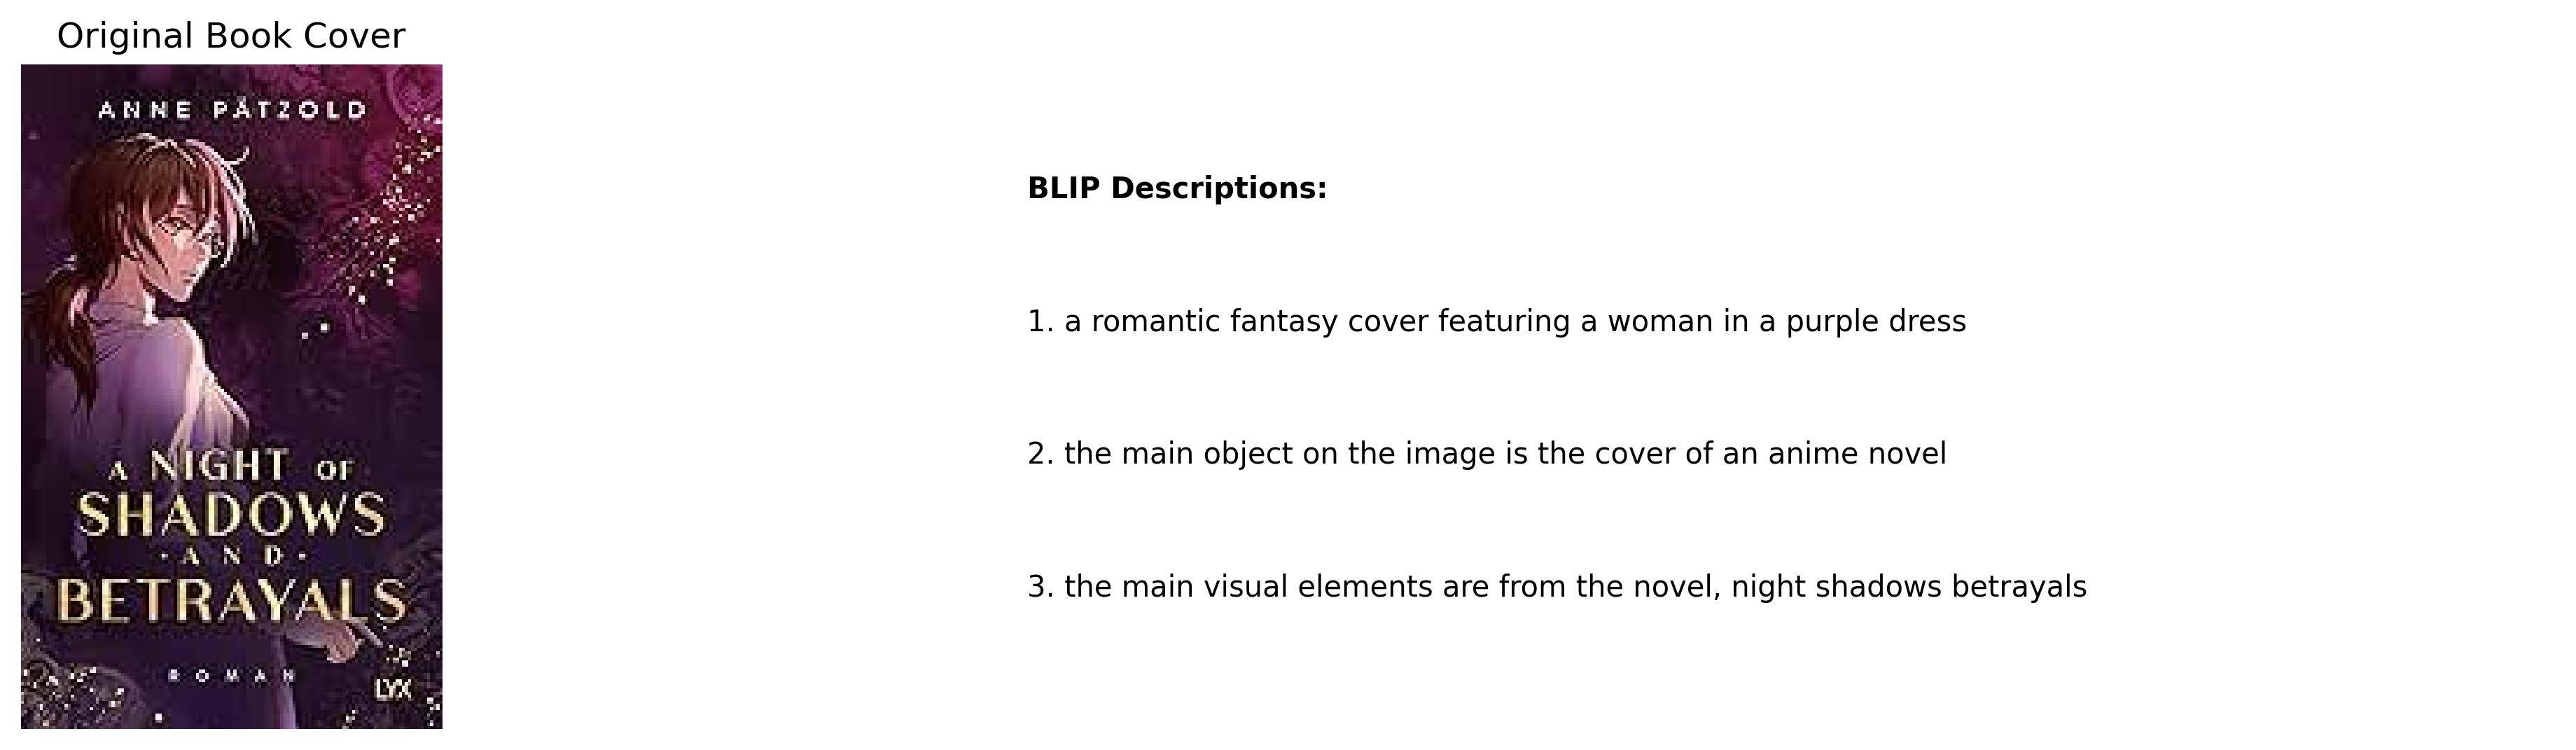 Original Book Cover
ANNE PÄTZOLD
A NIGHT OF
SHADOWS
· A N D ·
BETRAYALS
ROMAN
LYX
BLIP Descriptions:
1. a romantic fantasy cover featuring a woman in a purple dress
2. the main object on the image is the cover of an anime novel
3. the main visual elements are from the novel, night shadows betrayals